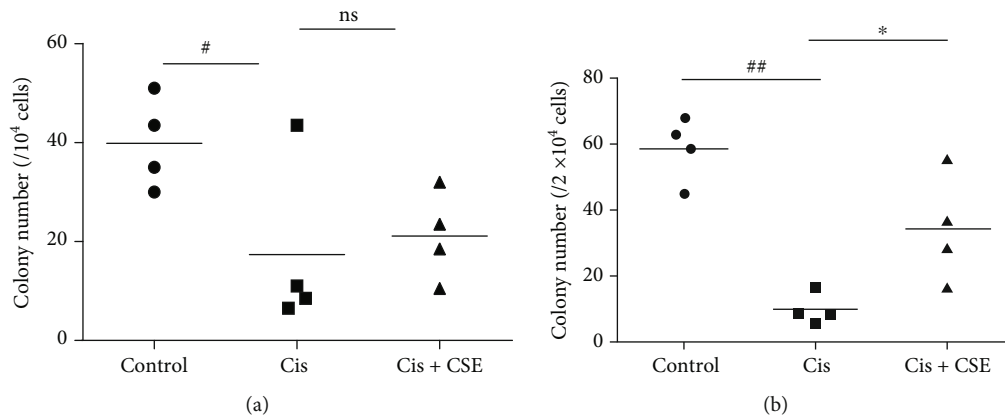 ns
#
60
40
20
0
Colony number (/10⁴ cells)
Control
Cis
Cis + CSE
(a)
*
##
80
60
40
20
0
Colony number (/2 ×10⁴ cells)
Control
Cis
Cis + CSE
(b)